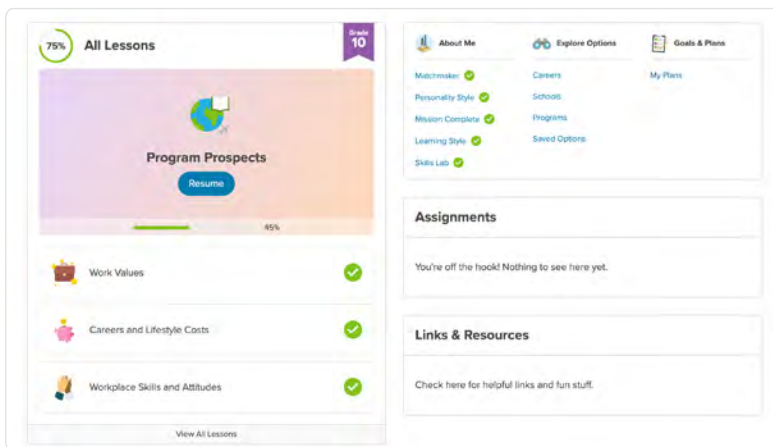 75%
All Lessons
Grade
10
Program Prospects
Resume
45%
Work Values
Careers and Lifestyle Costs
Workplace Skills and Attitudes
View All Lessons
About Me
Matchmaker
Personality Style
Mission Complete
Learning Style
Skills Lab
Explore Options
Careers
Schools
Programs
Saved Options
Goals & Plans
My Plans
Assignments
You're off the hook! Nothing to see here yet.
Links & Resources
Check here for helpful links and fun stuff.